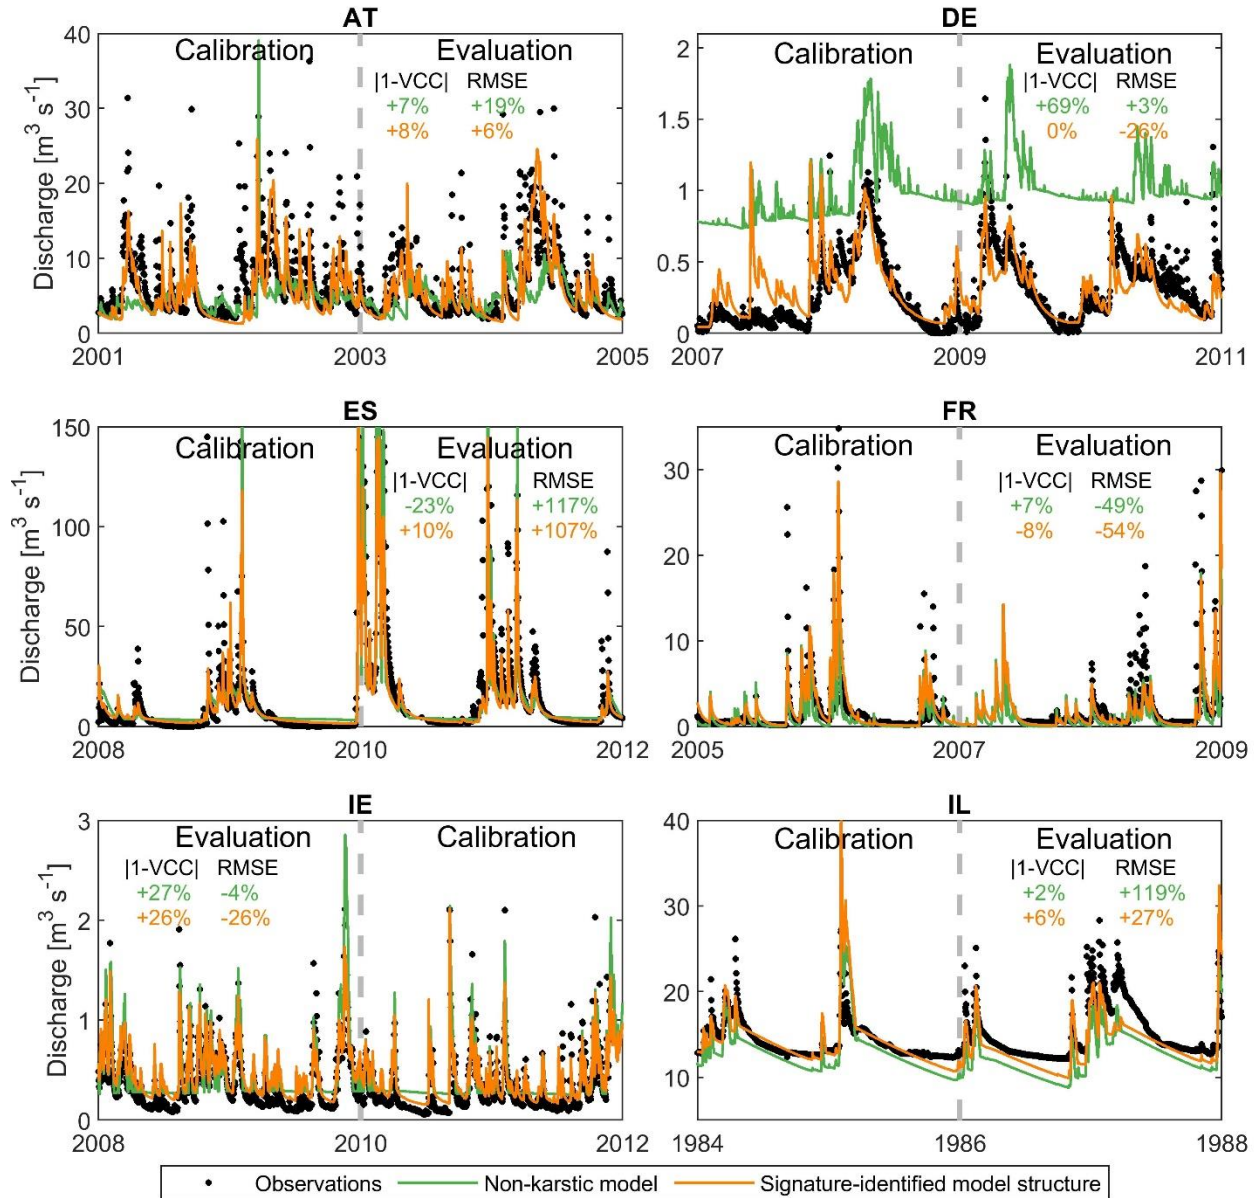 AT
Calibration Evaluation
|1-VCC| RMSE
+7% +19%
+8% +6%
40
30
20
10
0
Discharge [m³ s⁻¹]
2001 2003 2005
DE
Calibration Evaluation
|1-VCC| RMSE
+69% +3%
0% -26%
2
1.5
1
0.5
0
2007 2009 2011
ES
Calibration Evaluation
|1-VCC| RMSE
-23% +117%
+10% +107%
150
100
50
0
Discharge [m³ s⁻¹]
2008 2010 2012
FR
Calibration Evaluation
|1-VCC| RMSE
+7% -49%
-8% -54%
30
20
10
0
2005 2007 2009
IE
Evaluation Calibration
|1-VCC| RMSE
+27% -4%
+26% -26%
3
2
1
0
Discharge [m³ s⁻¹]
2008 2010 2012
IL
Calibration Evaluation
|1-VCC| RMSE
+2% +119%
+6% +27%
40
30
20
10
1984 1986 1988
Observations Non-karstic model Signature-identified model structure